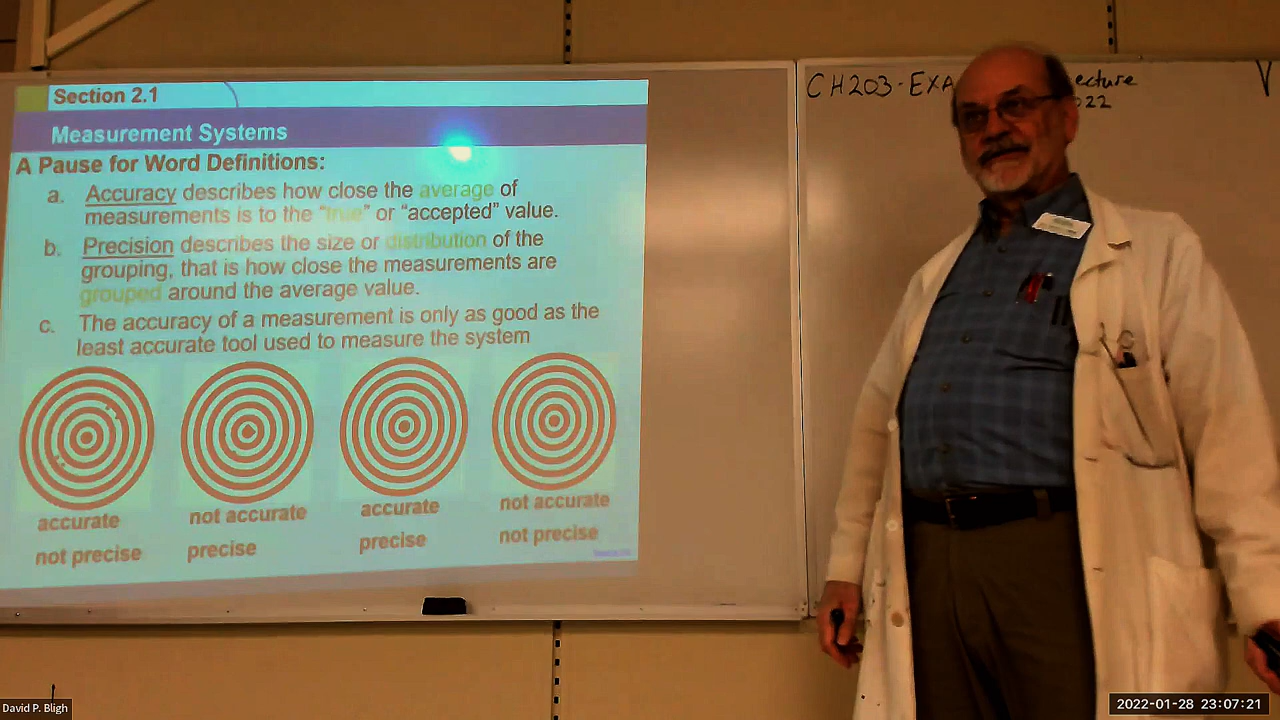 Section 2.1
Measurement Systems
A Pause for Word Definitions:
a. Accuracy describes how close the average of
measurements is to the "true" or "accepted" value.
b. Precision describes the size or distribution of the
grouping, that is how close the measurements are
grouped around the average value.
c. The accuracy of a measurement is only as good as the
least accurate tool used to measure the system
accurate
not precise
not accurate
precise
accurate
precise
not accurate
not precise
CH203-EXA ecture
022
David P. Bligh
2022-01-28 23:07:21